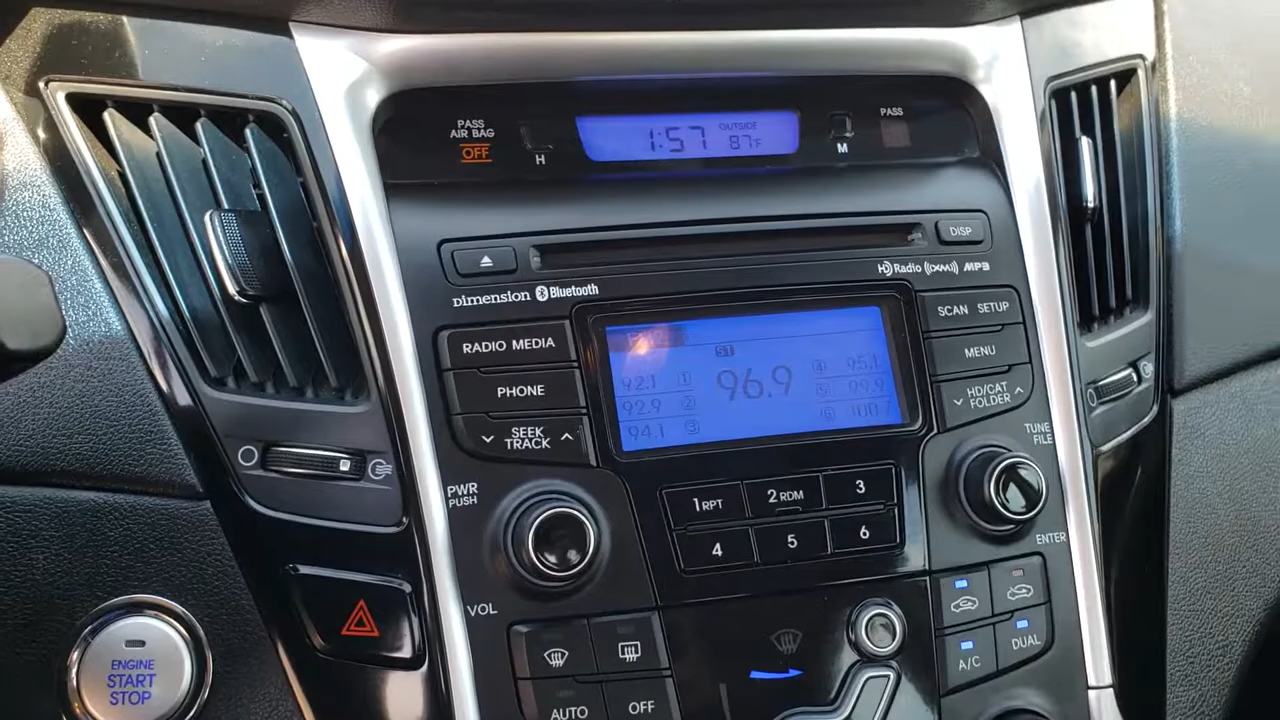 PASS
AIR BAG
OFF
H
1:57
OUTSIDE
87°F
M
PASS
DISP
Dimension Bluetooth
HD Radio ((XM)) MP3
RADIO MEDIA
PHONE
SEEK
TRACK
ST
96.9
92.1 1
92.9 2
94.1 3
4 95.1
5 99.9
6
SCAN SETUP
MENU
HD/CAT
FOLDER
TUNE
FILE
PWR
PUSH
VOL
1 RPT
2 RDM
3
4
5
6
ENTER
ENGINE
START
STOP
AUTO
OFF
A/C
DUAL